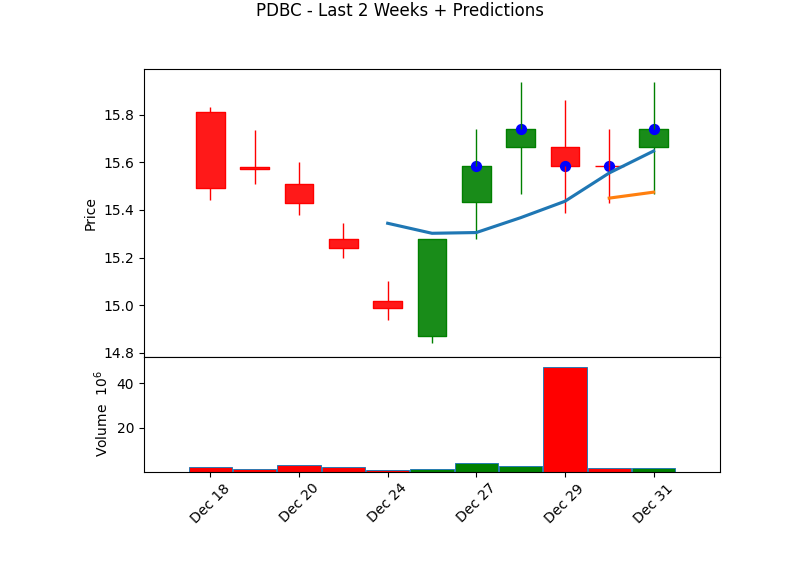 PDBC - Last 2 Weeks + Predictions
Price
15.8
15.6
15.4
15.2
15.0
14.8
Volume 10^6
40
20
Dec 18
Dec 20
Dec 24
Dec 27
Dec 29
Dec 31